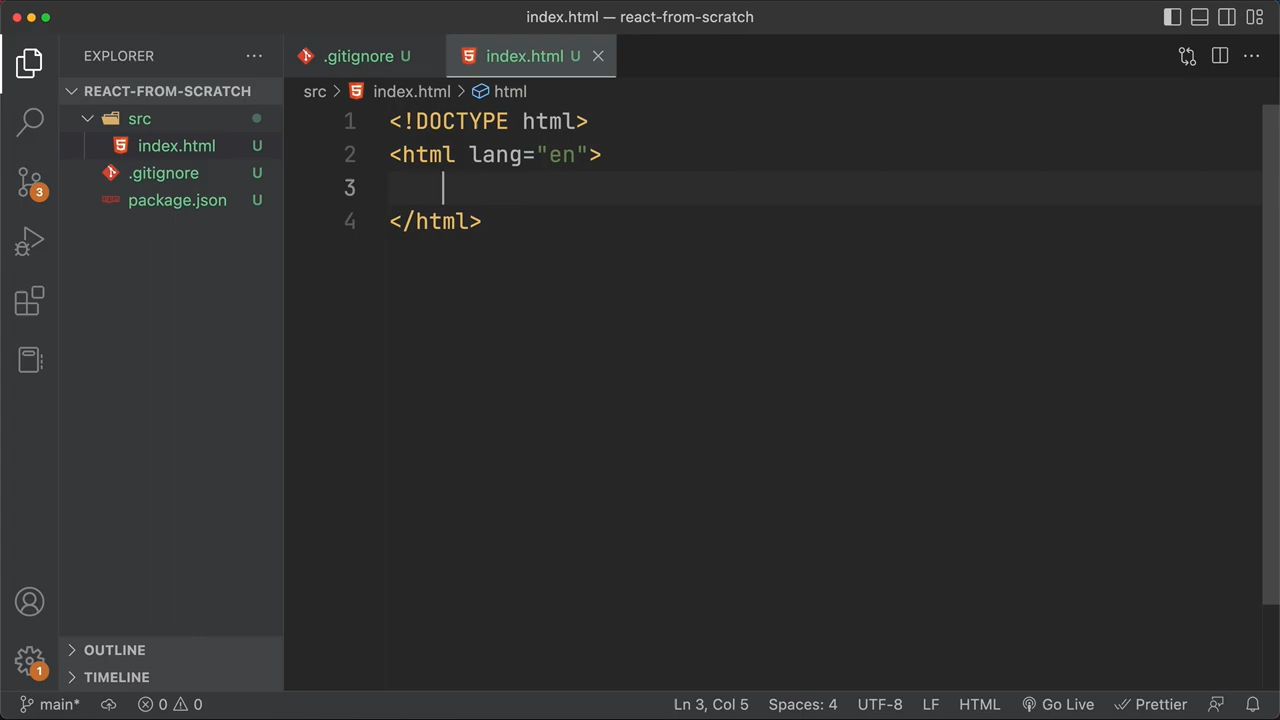 index.html — react-from-scratch
EXPLORER
REACT-FROM-SCRATCH
src
index.html U
.gitignore U
package.json U
3
OUTLINE
TIMELINE
1
.gitignore U
index.html U
src > index.html > html
1 <!DOCTYPE html>
2 <html lang="en">
3
4 </html>
main* 0 0 Ln 3, Col 5 Spaces: 4 UTF-8 LF HTML Go Live Prettier